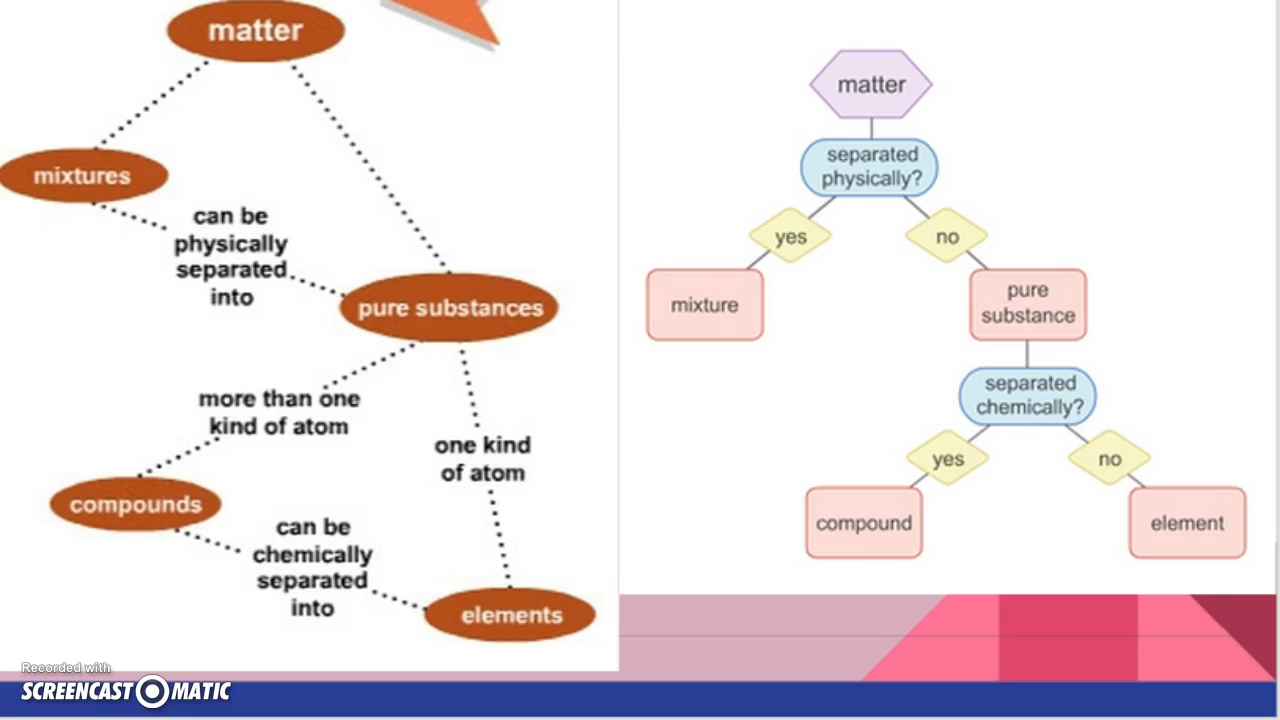 matter
mixtures
can be
physically
separated
into
pure substances
more than one
kind of atom
one kind
of atom
compounds
can be
chemically
separated
into
elements
matter
separated
physically?
yes
no
mixture
pure
substance
separated
chemically?
yes
no
compound
element
Recorded with
SCREENCAST MATIC